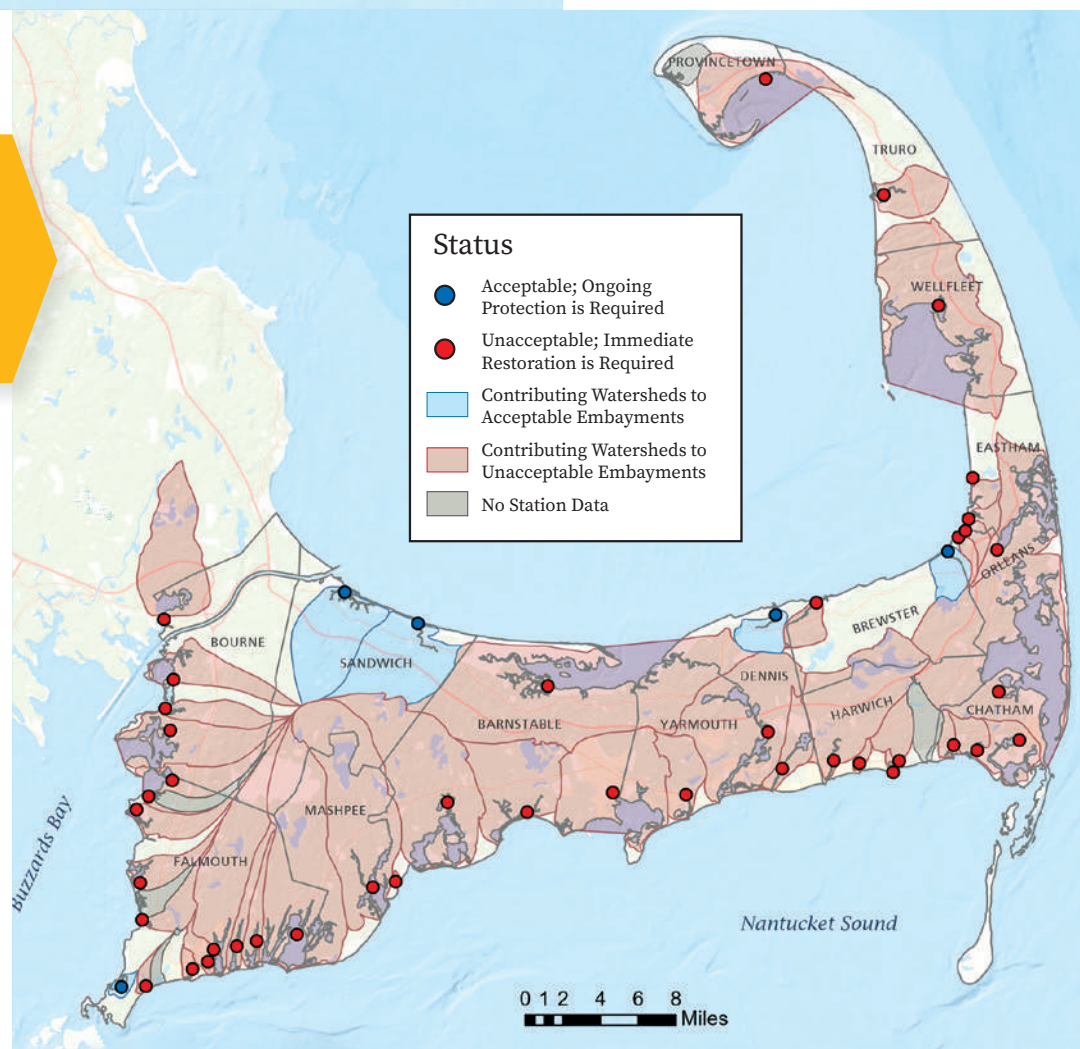 PROVINCETOWN
TRURO
WELLFLEET
EASTHAM
ORLEANS
BREWSTER
Status
Acceptable; Ongoing
Protection is Required
Unacceptable; Immediate
Restoration is Required
Contributing Watersheds to
Acceptable Embayments
Contributing Watersheds to
Unacceptable Embayments
No Station Data
BOURNE
SANDWICH
DENNIS
BARNSTABLE
YARMOUTH
HARWICH
CHATHAM
MASHPEE
FALMOUTH
Buzzards Bay
Nantucket Sound
0 1 2 4 6 8
Miles